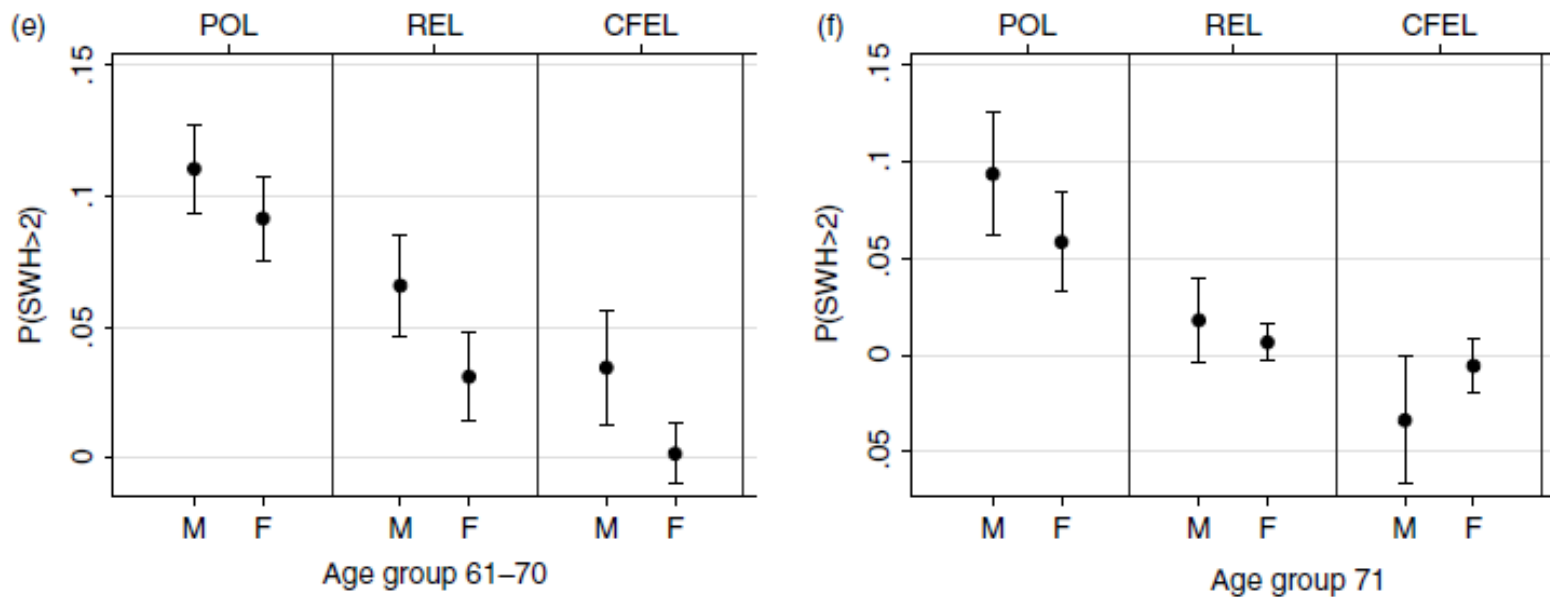 (e) POL REL CFEL
.15
.1
.05
0
P(SWH>2)
M F M F M F
Age group 61–70
(f) POL REL CFEL
.15
.1
.05
0
.05
P(SWH>2)
M F M F M F
Age group 71